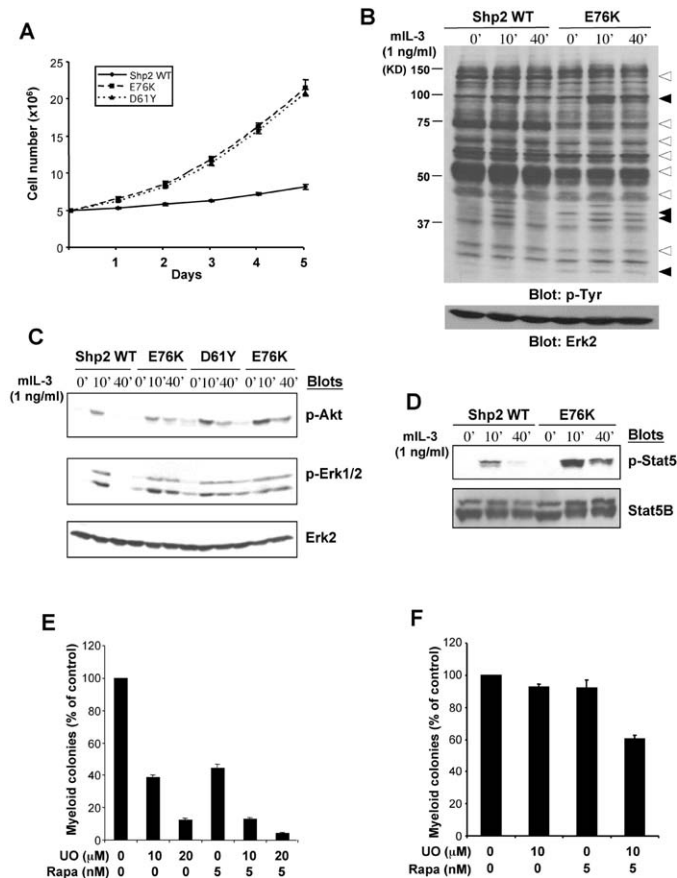 A
Shp2 WT
E76K
D61Y
Cell number (x10⁶)
25
20
15
10
5
0
1 2 3 4 5
Days
B
Shp2 WT E76K
mIL-3
(1 ng/ml)
0' 10' 40' 0' 10' 40'
(KD)
150
100
75
50
37
Blot: p-Tyr
Blot: Erk2
C
Shp2 WT E76K D61Y E76K
mIL-3
(1 ng/ml)
0' 10' 40' 0' 10' 40' 0' 10' 40' 0' 10' 40'
Blots
p-Akt
p-Erk1/2
Erk2
D
Shp2 WT E76K
mIL-3
(1 ng/ml)
0' 10' 40' 0' 10' 40'
Blots
p-Stat5
Stat5B
E
Myeloid colonies (% of control)
120
100
80
60
40
20
0
UO (μM) 0 10 20 0 10 20
Rapa (nM) 0 0 0 5 5 5
F
Myeloid colonies (% of control)
120
100
80
60
40
20
0
UO (μM) 0 10 0 10
Rapa (nM) 0 0 5 5